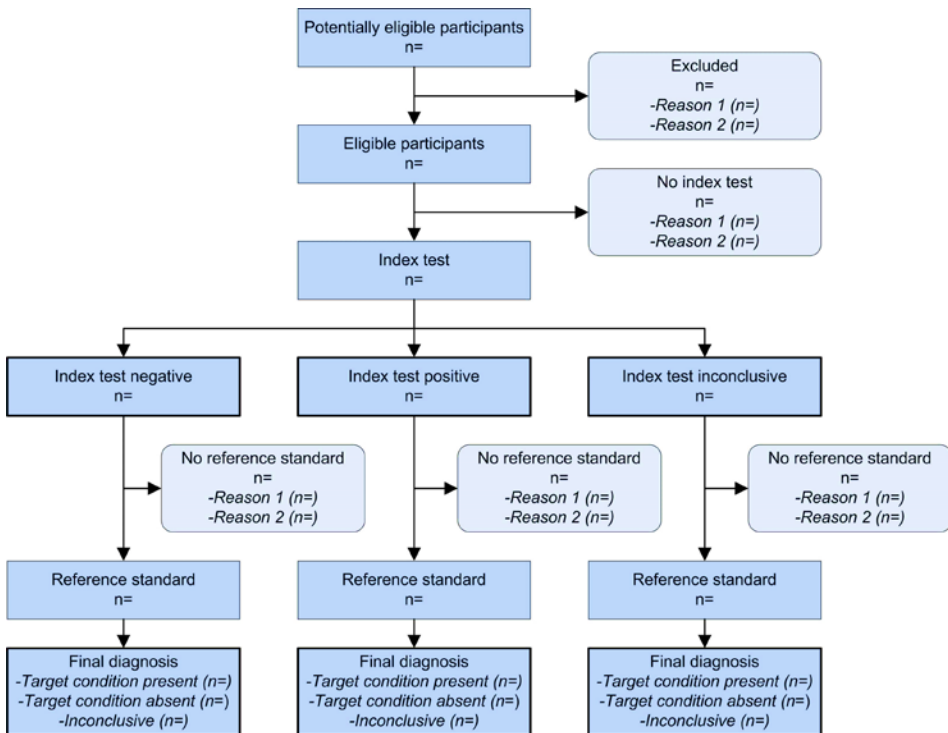 Potentially eligible participants
n=
Excluded
n=
-Reason 1 (n=)
-Reason 2 (n=)
Eligible participants
n=
No index test
n=
-Reason 1 (n=)
-Reason 2 (n=)
Index test
n=
Index test negative
n=
Index test positive
n=
Index test inconclusive
n=
No reference standard
n=
-Reason 1 (n=)
-Reason 2 (n=)
No reference standard
n=
-Reason 1 (n=)
-Reason 2 (n=)
No reference standard
n=
-Reason 1 (n=)
-Reason 2 (n=)
Reference standard
n=
Reference standard
n=
Reference standard
n=
Final diagnosis
-Target condition present (n=)
-Target condition absent (n=)
-Inconclusive (n=)
Final diagnosis
-Target condition present (n=)
-Target condition absent (n=)
-Inconclusive (n=)
Final diagnosis
-Target condition present (n=)
-Target condition absent (n=)
-Inconclusive (n=)